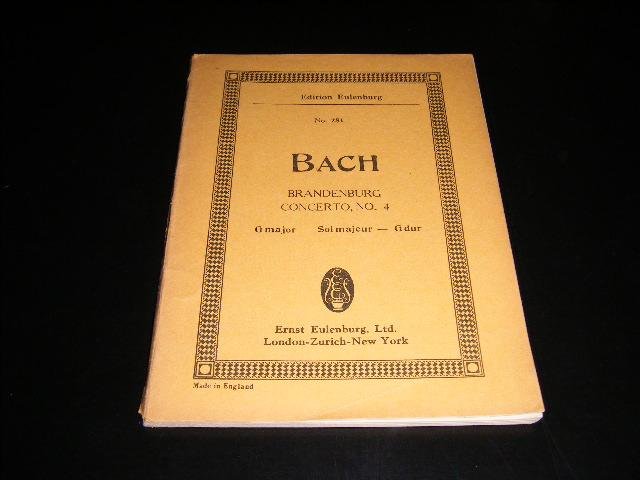 Edition Eulenburg
No. 281
BACH
BRANDENBURG
CONCERTO, NO. 4
G major Sol majeur — G dur
Ernst Eulenburg, Ltd.
London-Zurich-New York
Made in England